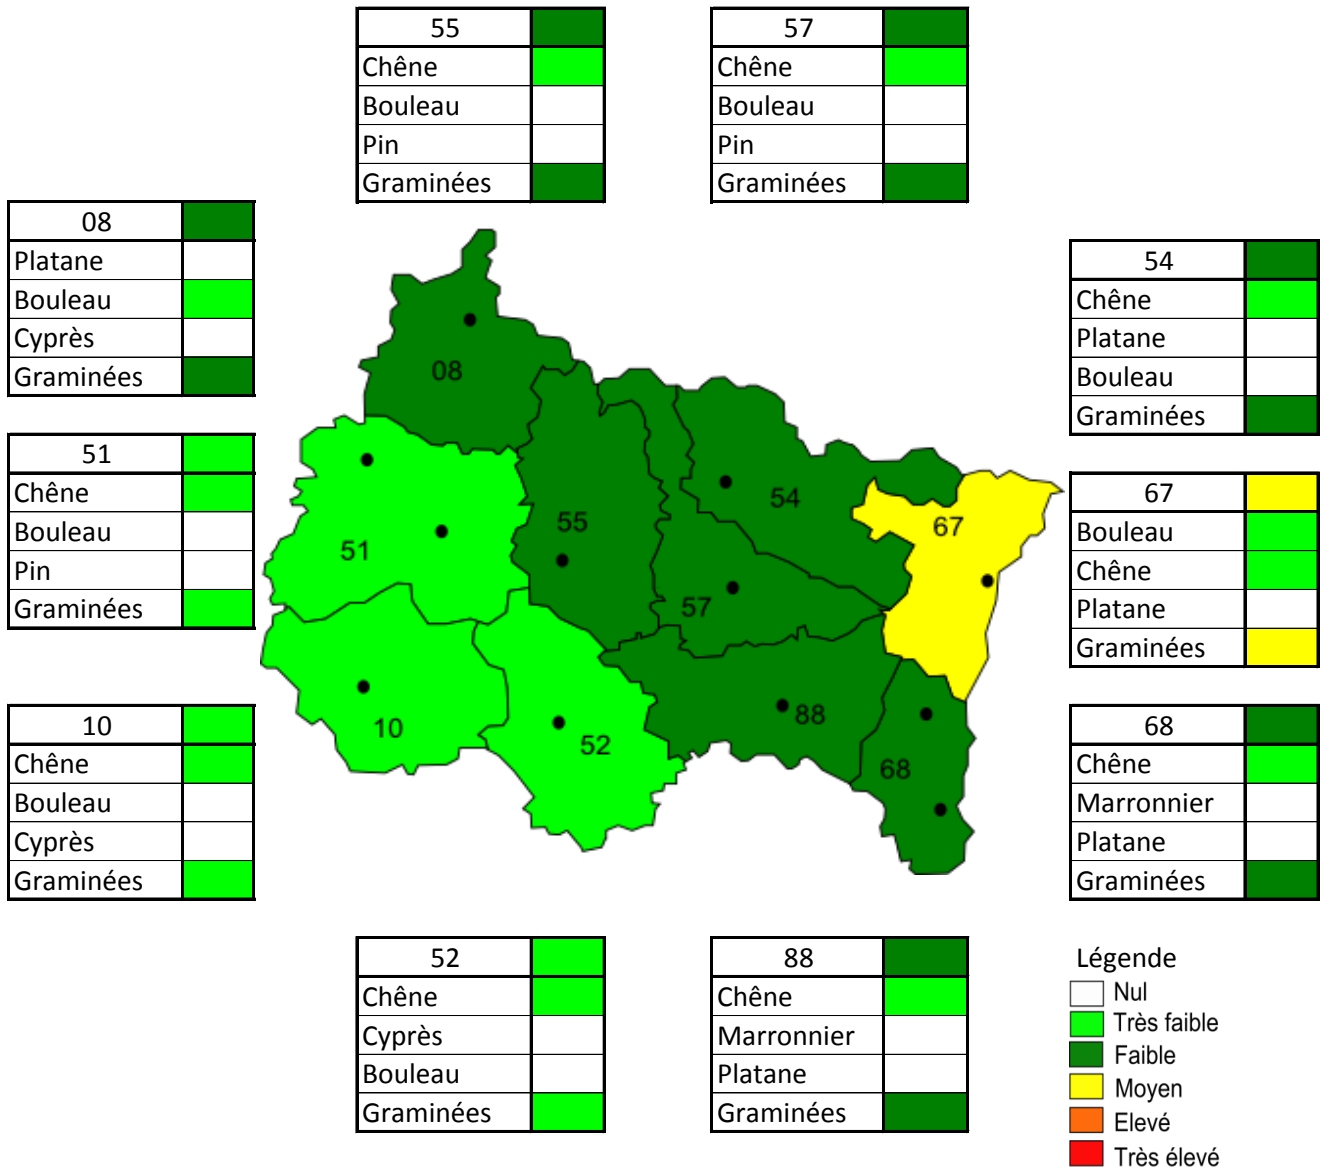 55
Chêne
Bouleau
Pin
Graminées
57
Chêne
Bouleau
Pin
Graminées
08
Platane
Bouleau
Cyprès
Graminées
51
Chêne
Bouleau
Pin
Graminées
10
Chêne
Bouleau
Cyprès
Graminées
08
51
55
54
67
57
10
52
88
68
54
Chêne
Platane
Bouleau
Graminées
67
Bouleau
Chêne
Platane
Graminées
68
Chêne
Marronnier
Platane
Graminées
52
Chêne
Cyprès
Bouleau
Graminées
88
Chêne
Marronnier
Platane
Graminées
Légende
Nul
Très faible
Faible
Moyen
Elevé
Très élevé